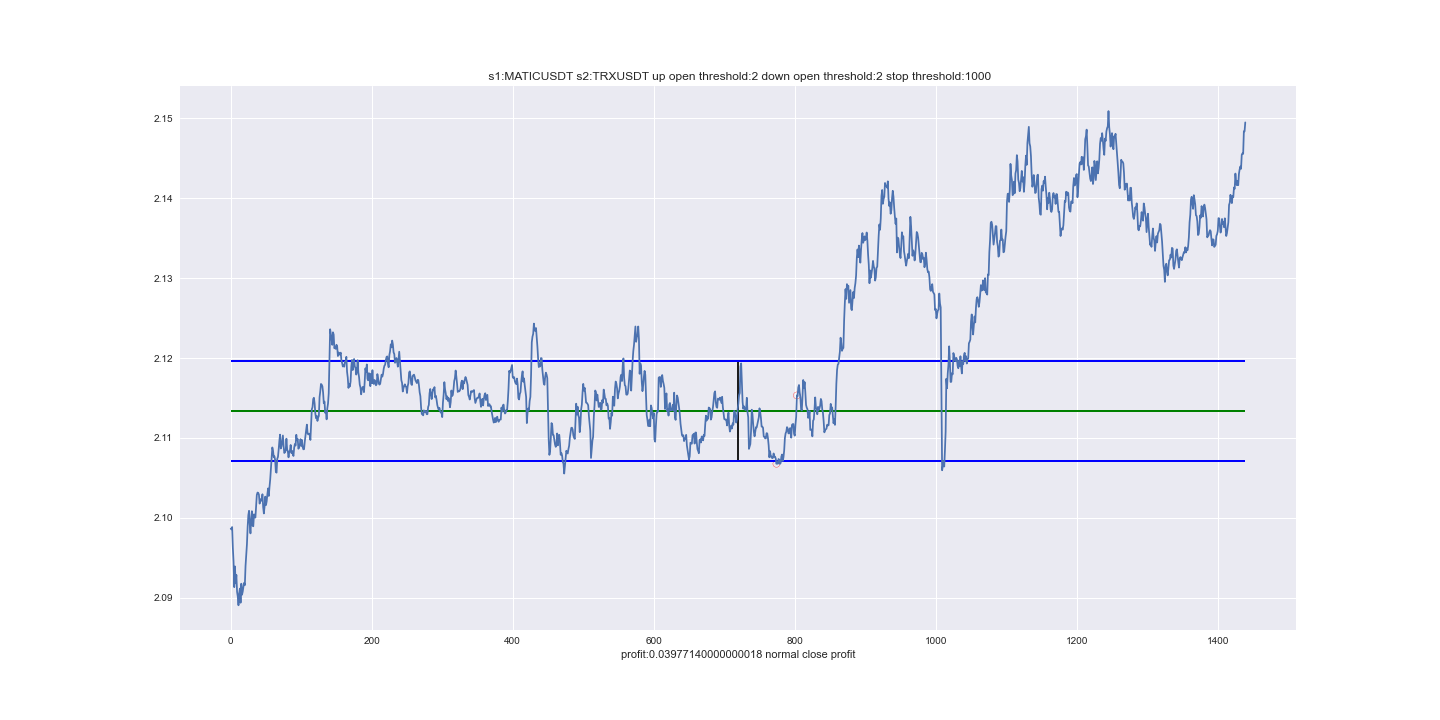 s1:MATICUSDT s2:TRXUSDT up open threshold:2 down open threshold:2 stop threshold:1000
2.15
2.14
2.13
2.12
2.11
2.10
2.09
0 200 400 600 800 1000 1200 1400
profit:0.03977140000000018 normal close profit